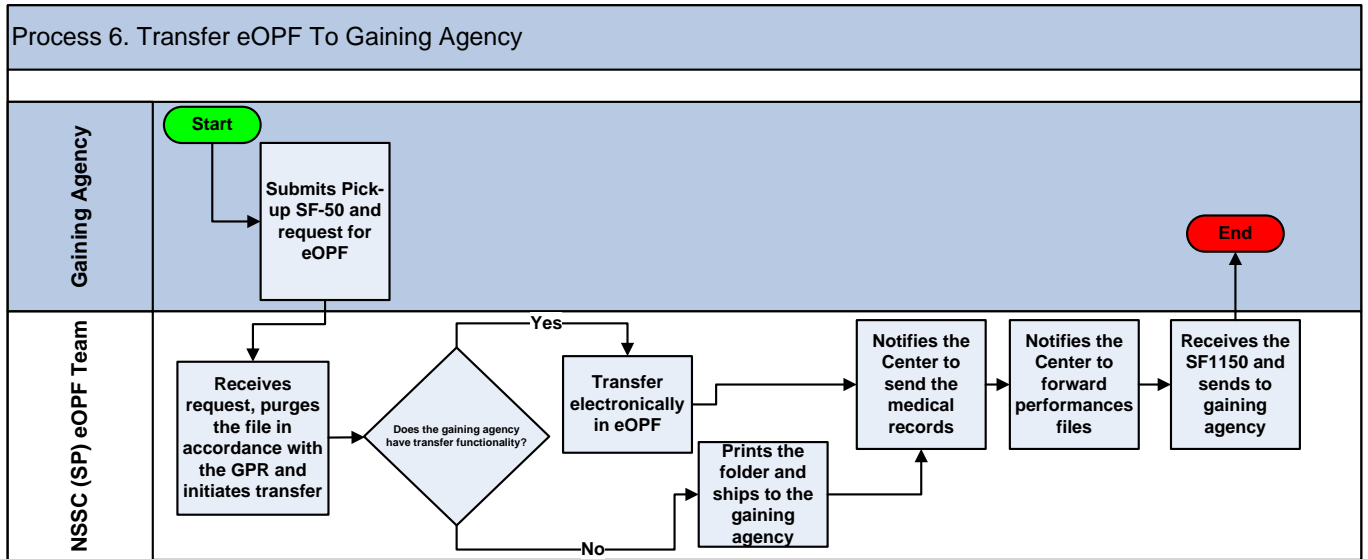 Process 6. Transfer eOPF To Gaining Agency
Gaining Agency
Start
Submits Pick-
up SF-50 and
request for
eOPF
End
NSSC (SP) eOPF Team
Receives
request, purges
the file in
accordance with
the GPR and
initiates transfer
Does the gaining agency
have transfer functionality?
Yes
Transfer
electronically
in eOPF
No
Prints the
folder and
ships to the
gaining
agency
Notifies the
Center to
send the
medical
records
Notifies the
Center to
forward
performances
files
Receives the
SF1150 and
sends to
gaining
agency